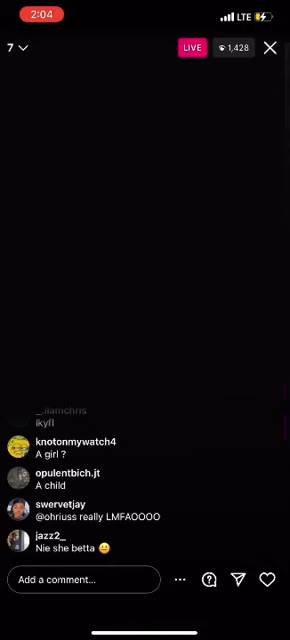 2:04
LTE
7
LIVE
1,428
_.iiamchris
Ikyfl
knotonmywatch4
A girl ?
opulentbich.jt
A child
swervetjay
@ohriuss really LMFAOOOO
jazz2_
Nie she betta 😃
Add a comment...